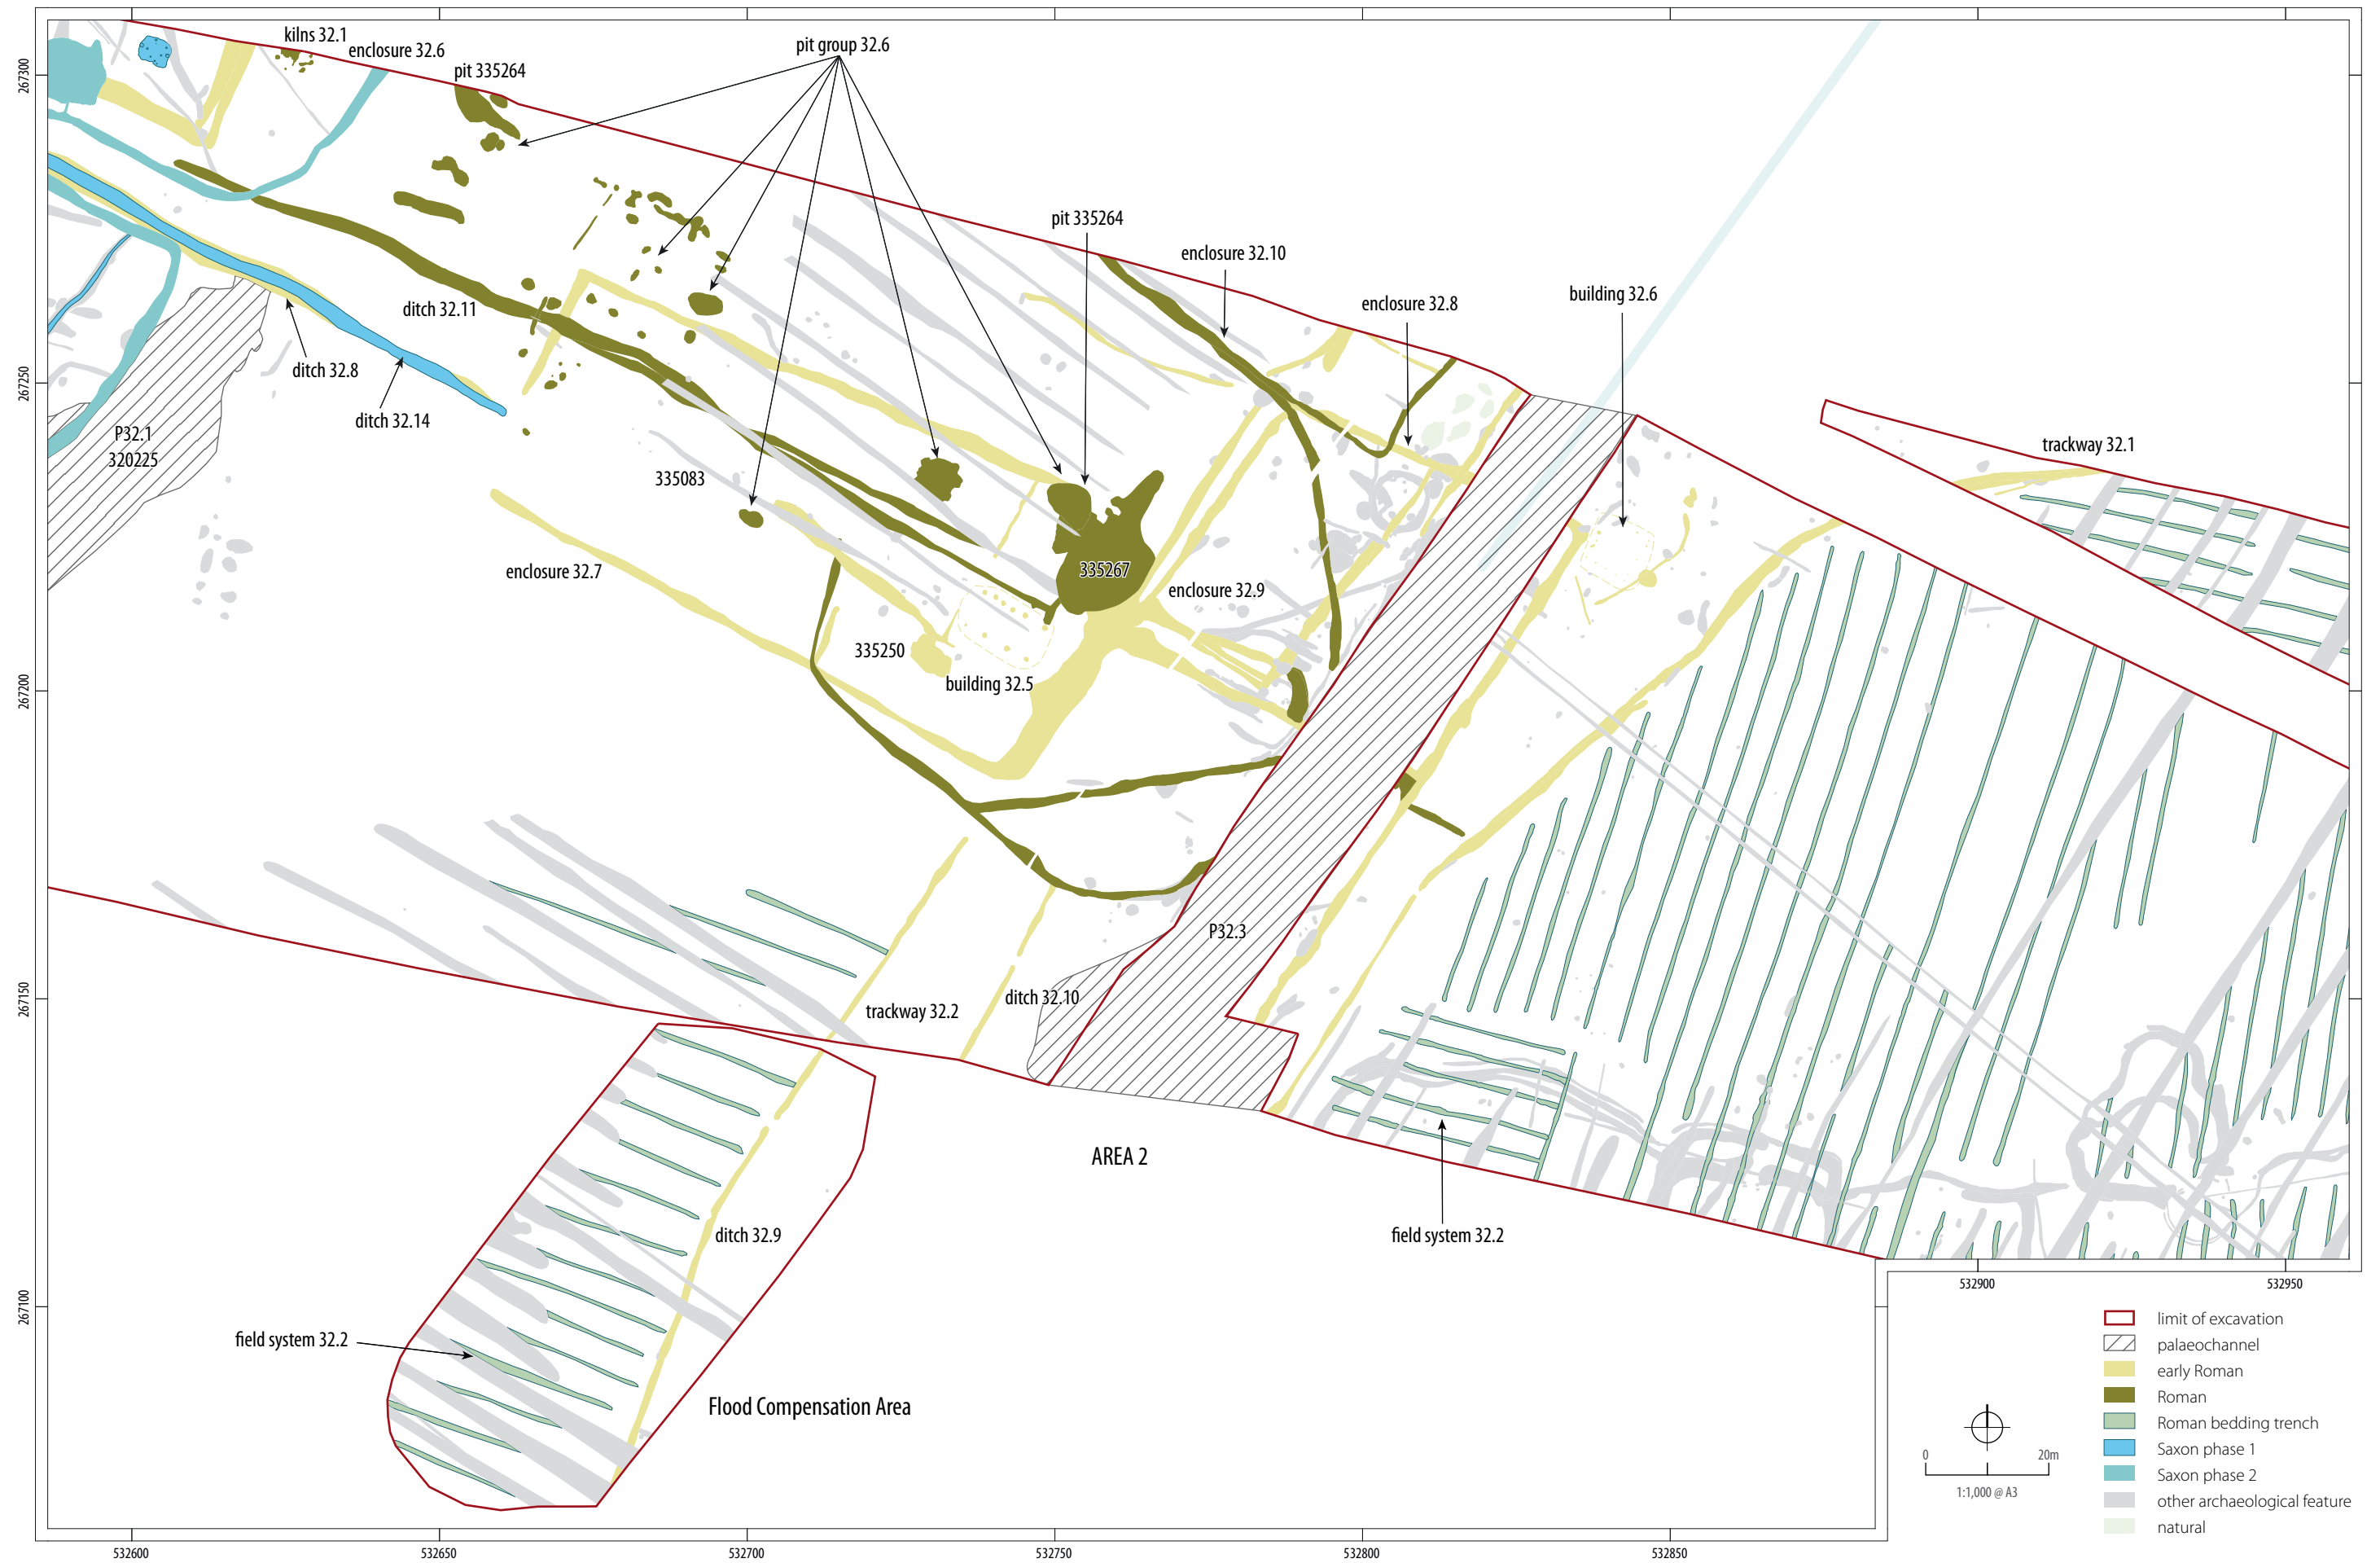 kilns 32.1
enclosure 32.6
pit 335264
pit group 32.6
267300
pit 335264
enclosure 32.10
enclosure 32.8
building 32.6
ditch 32.11
ditch 32.8
267250
ditch 32.14
P32.1
320225
trackway 32.1
335083
enclosure 32.7
335267
enclosure 32.9
335250
building 32.5
267200
P32.3
trackway 32.2
ditch 32.10
267150
AREA 2
ditch 32.9
field system 32.2
267100
field system 32.2
Flood Compensation Area
532900
532950
limit of excavation
palaeochannel
early Roman
Roman
Roman bedding trench
Saxon phase 1
Saxon phase 2
other archaeological feature
natural
0
20m
1:1,000 @ A3
532600
532650
532700
532750
532800
532850